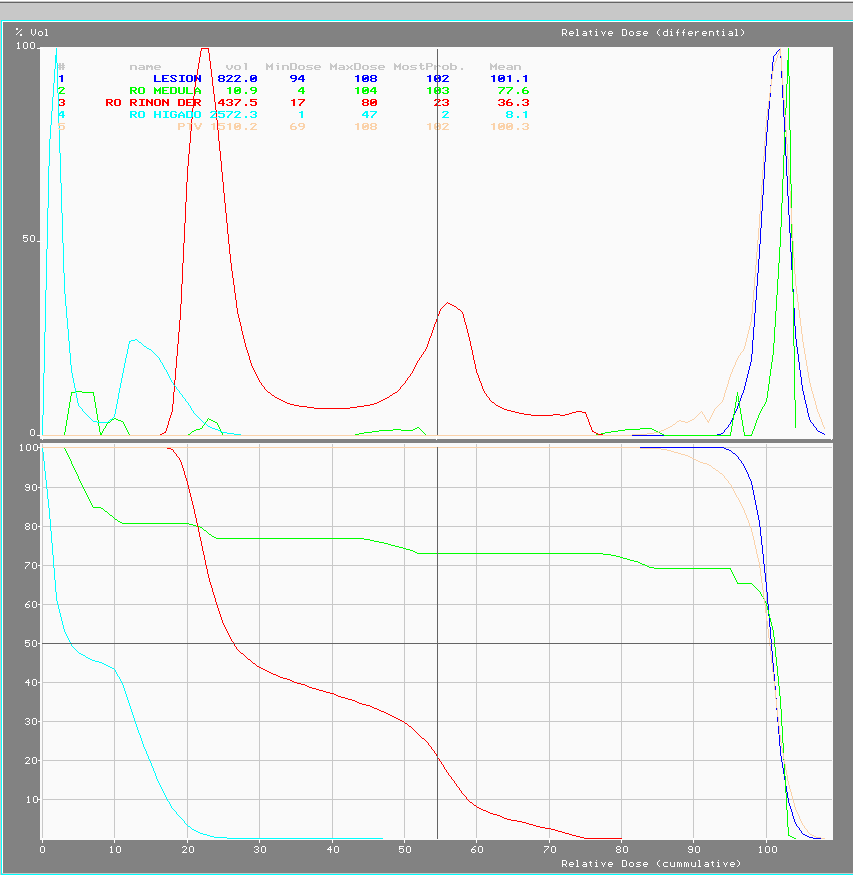 % Vol Relative Dose (differential)
100
# name vol MinDose MaxDose MostProb. Mean
1 LESION 822.0 94 108 102 101.1
2 RO MEDULA 10.9 4 104 103 77.6
3 RO RINON DER 437.5 17 80 23 36.3
4 RO HIGADO 2572.3 1 47 2 8.1
5 PTV 1510.2 69 108 102 100.3
50
0
100
90
80
70
60
50
40
30
20
10
0 10 20 30 40 50 60 70 80 90 100
Relative Dose (cummulative)